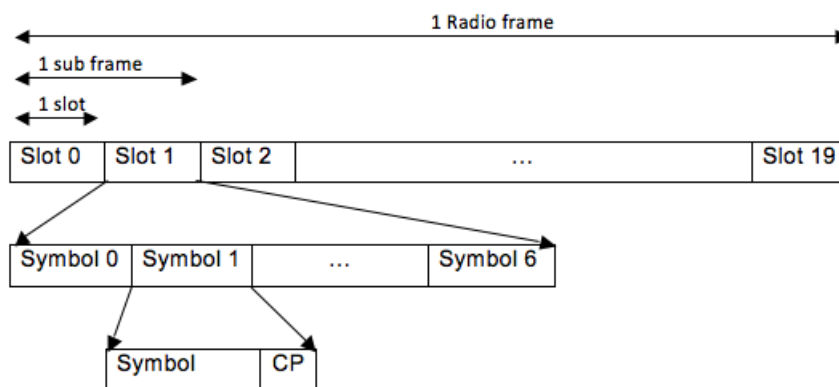 1 Radio frame
1 sub frame
1 slot
Slot 0 Slot 1 Slot 2 ... Slot 19
Symbol 0 Symbol 1 ... Symbol 6
Symbol CP